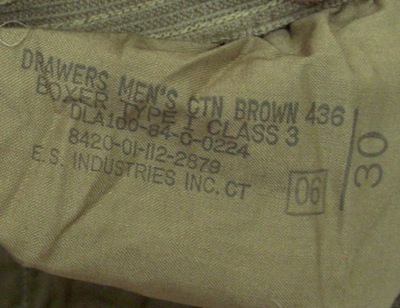 DRAWERS MEN'S CTN BROWN 436
BOXER TYPE I CLASS 3
DLA100-84-C-0224
8420-01-112-2879
E.S. INDUSTRIES INC. CT
06
30